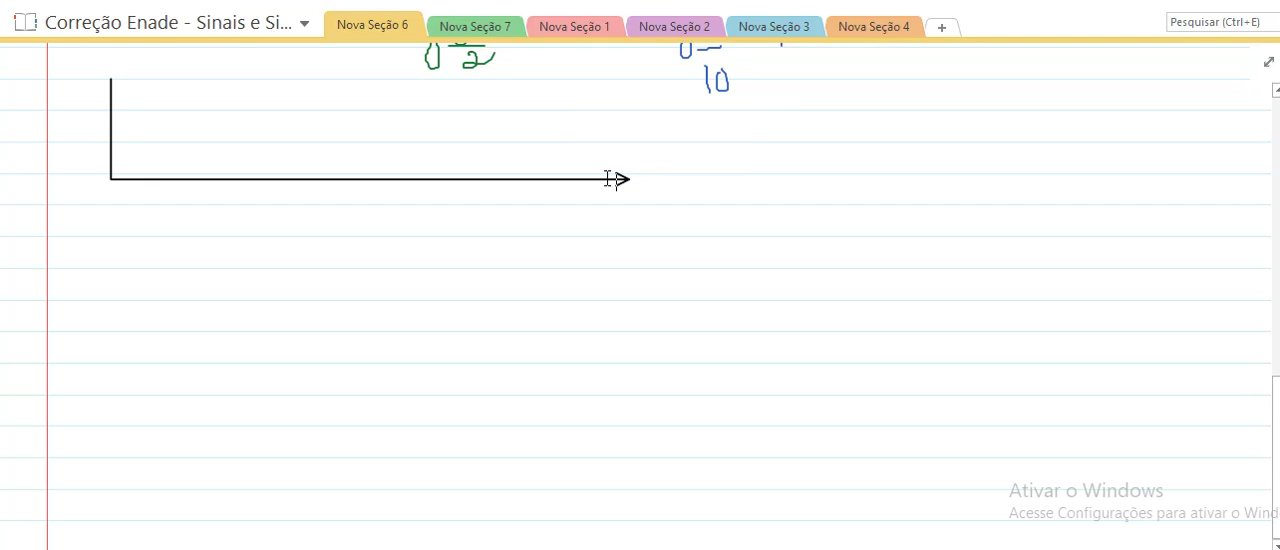 Correção Enade - Sinais e Si...
Nova Seção 6
Nova Seção 7
Nova Seção 1
Nova Seção 2
Nova Seção 3
Nova Seção 4
Pesquisar (Ctrl+E)
2
10
Ativar o Windows
Acesse Configurações para ativar o Wind